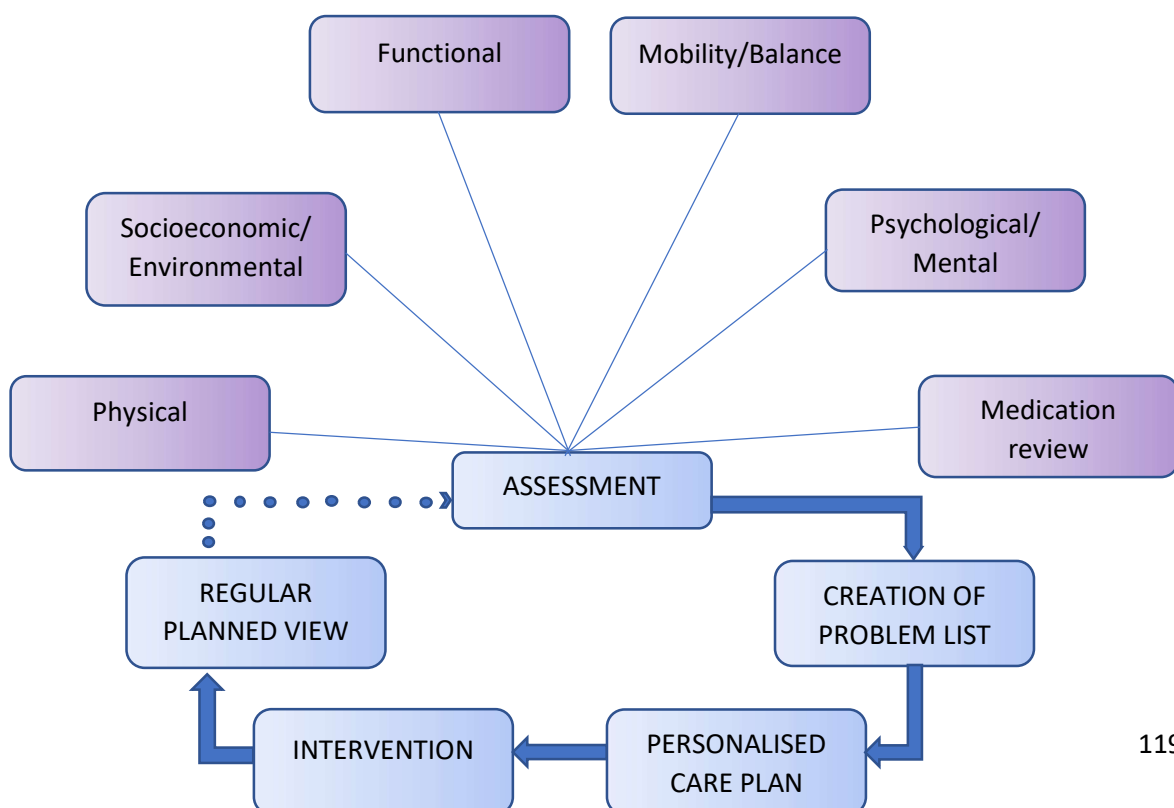 Functional
Mobility/Balance
Socioeconomic/
Environmental
Psychological/
Mental
Physical
Medication
review
ASSESSMENT
REGULAR
PLANNED VIEW
CREATION OF
PROBLEM LIST
INTERVENTION
PERSONALISED
CARE PLAN
119